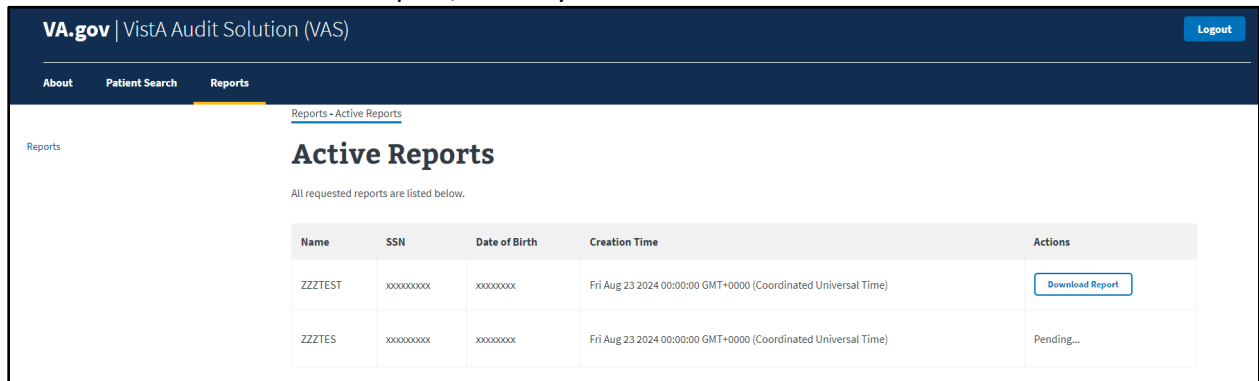 VA.gov | VistA Audit Solution (VAS)
Logout
About Patient Search Reports
Reports - Active Reports
Reports
Active Reports
All requested reports are listed below.
Name SSN Date of Birth Creation Time Actions
ZZZTEST xxxxxxxxx xxxxxxxx Fri Aug 23 2024 00:00:00 GMT+0000 (Coordinated Universal Time) Download Report
ZZZTES xxxxxxxxx xxxxxxxx Fri Aug 23 2024 00:00:00 GMT+0000 (Coordinated Universal Time) Pending...